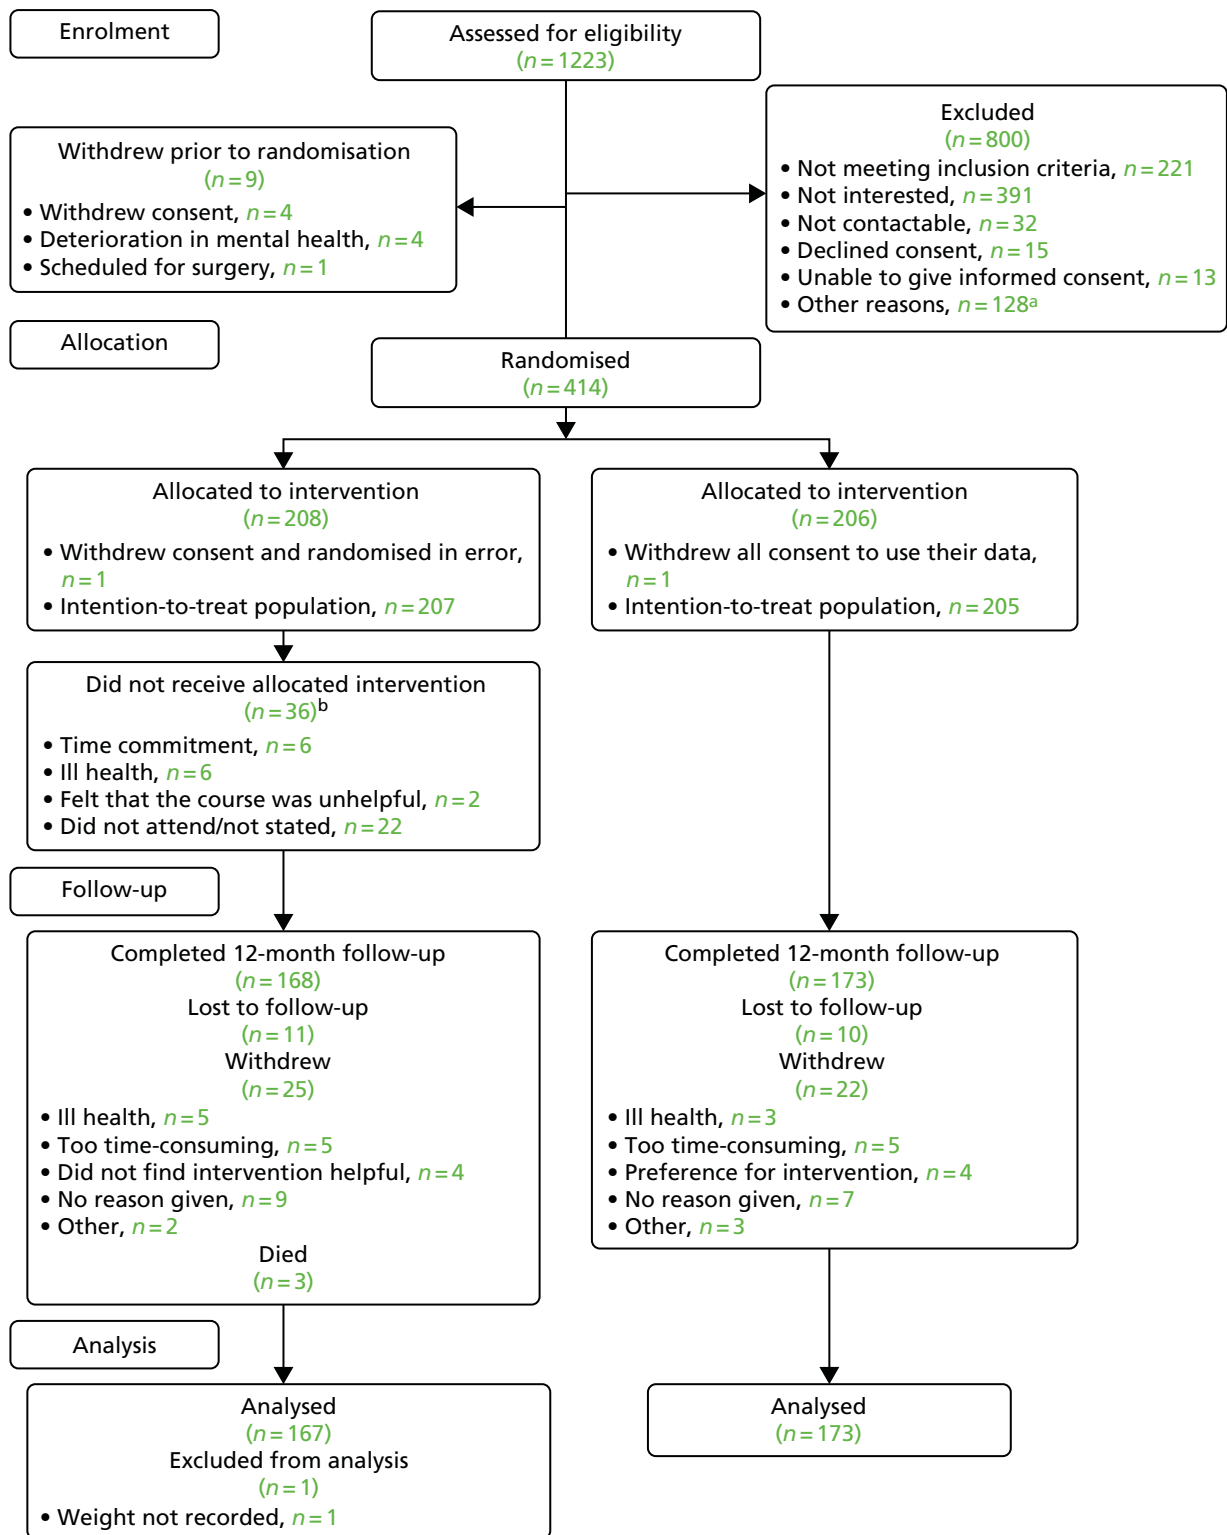 Enrolment
Assessed for eligibility
(n = 1223)
Excluded
(n = 800)
• Not meeting inclusion criteria, n = 221
• Not interested, n = 391
• Not contactable, n = 32
• Declined consent, n = 15
• Unable to give informed consent, n = 13
• Other reasons, n = 128a
Withdrew prior to randomisation
(n = 9)
• Withdrew consent, n = 4
• Deterioration in mental health, n = 4
• Scheduled for surgery, n = 1
Allocation
Randomised
(n = 414)
Allocated to intervention
(n = 208)
• Withdrew consent and randomised in error,
n = 1
• Intention-to-treat population, n = 207
Allocated to intervention
(n = 206)
• Withdrew all consent to use their data,
n = 1
• Intention-to-treat population, n = 205
Did not receive allocated intervention
(n = 36)b
• Time commitment, n = 6
• Ill health, n = 6
• Felt that the course was unhelpful, n = 2
• Did not attend/not stated, n = 22
Follow-up
Completed 12-month follow-up
(n = 168)
Lost to follow-up
(n = 11)
Withdrew
(n = 25)
• Ill health, n = 5
• Too time-consuming, n = 5
• Did not find intervention helpful, n = 4
• No reason given, n = 9
• Other, n = 2
Died
(n = 3)
Completed 12-month follow-up
(n = 173)
Lost to follow-up
(n = 10)
Withdrew
(n = 22)
• Ill health, n = 3
• Too time-consuming, n = 5
• Preference for intervention, n = 4
• No reason given, n = 7
• Other, n = 3
Analysis
Analysed
(n = 167)
Excluded from analysis
(n = 1)
• Weight not recorded, n = 1
Analysed
(n = 173)